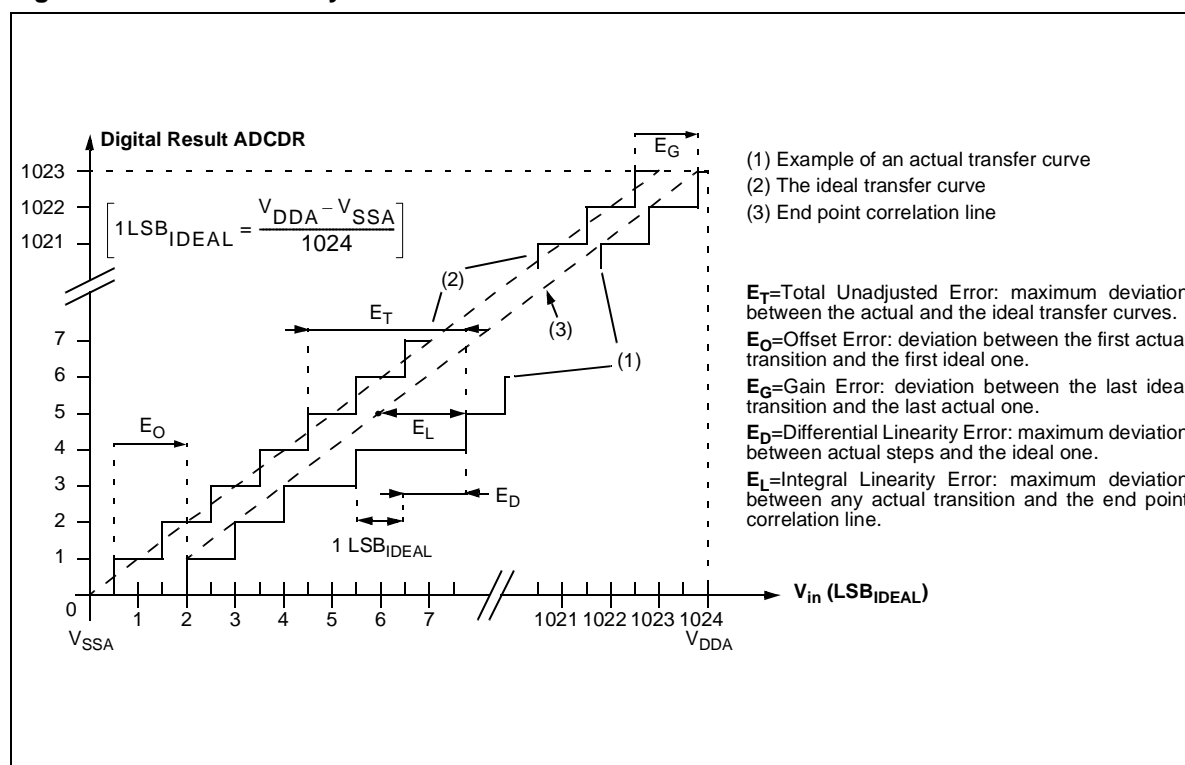 Digital Result ADCDR
1023
1022
1021
7
6
5
4
3
2
1
0
[1LSB_IDEAL = (V_DDA – V_SSA) / 1024]
E_G
(2)
(3)
(1)
E_T
E_O
E_L
E_D
1 LSB_IDEAL
1 2 3 4 5 6 7 1021 1022 1023 1024
V_SSA
V_DDA
V_in (LSB_IDEAL)
(1) Example of an actual transfer curve
(2) The ideal transfer curve
(3) End point correlation line
E_T=Total Unadjusted Error: maximum deviation
between the actual and the ideal transfer curves.
E_O=Offset Error: deviation between the first actual
transition and the first ideal one.
E_G=Gain Error: deviation between the last ideal
transition and the last actual one.
E_D=Differential Linearity Error: maximum deviation
between actual steps and the ideal one.
E_L=Integral Linearity Error: maximum deviation
between any actual transition and the end point
correlation line.